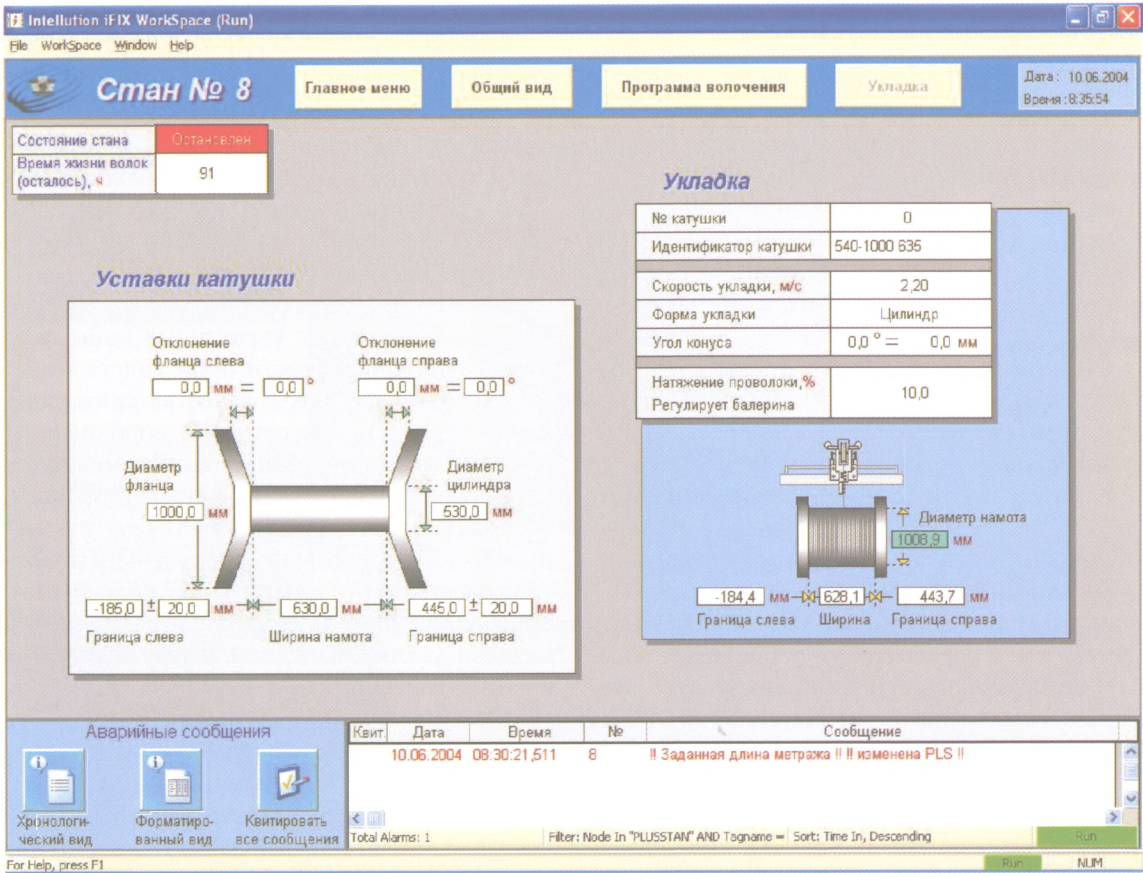 Intellution iFIX WorkSpace (Run)
File WorkSpace Window Help
Стан № 8
Главное меню
Общий вид
Программа волочения
Укладка
Дата: 10.06.2004
Время: 8:35:54
Состояние стана Остановлен
Время жизни волок
(осталось), ч
91
Укладка
№ катушки 0
Идентификатор катушки 540-1000 635
Скорость укладки, м/с 2,20
Форма укладки Цилиндр
Угол конуса 0,0 ° = 0,0 мм
Натяжение проволоки,%
Регулирует балерина
10,0
Диаметр намота
1008,9 мм
-184,4 мм 628,1 443,7 мм
Граница слева Ширина Граница справа
Уставки катушки
Отклонение
фланца слева
0,0 мм = 0,0 °
Отклонение
фланца справа
0,0 мм = 0,0 °
Диаметр
фланца
1000,0 мм
Диаметр
цилиндра
530,0 мм
-185,0 ± 20,0 мм 630,0 мм 445,0 ± 20,0 мм
Граница слева Ширина намота Граница справа
Аварийные сообщения
Хронологи-
ческий вид
Форматиро-
ванный вид
Квитировать
все сообщения
Квит. Дата Время № Сообщение
10.06.2004 08:30:21,511 8 !! Заданная длина метража !! !! изменена PLS !!
Total Alarms: 1 Filter: Node In "PLUSSTAN" AND Tagname = Sort: Time In, Descending Run
For Help, press F1 Run NUM